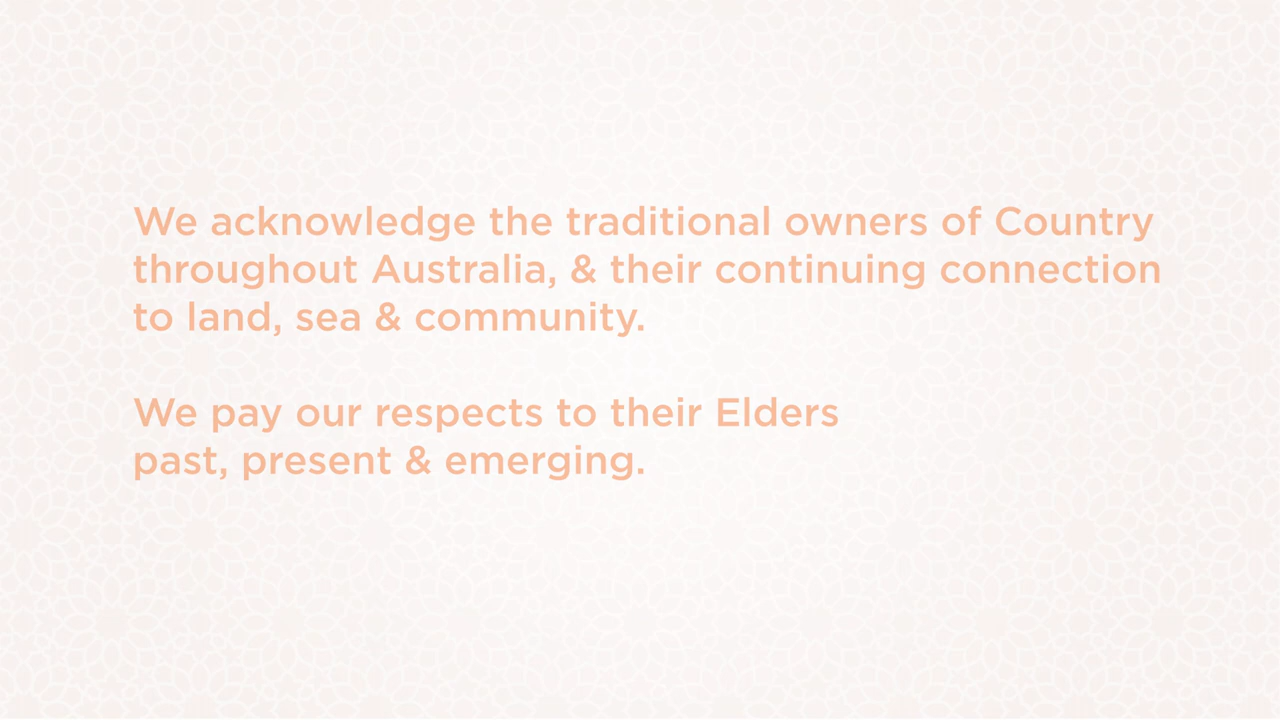 We acknowledge the traditional owners of Country
throughout Australia, & their continuing connection
to land, sea & community.
We pay our respects to their Elders
past, present & emerging.